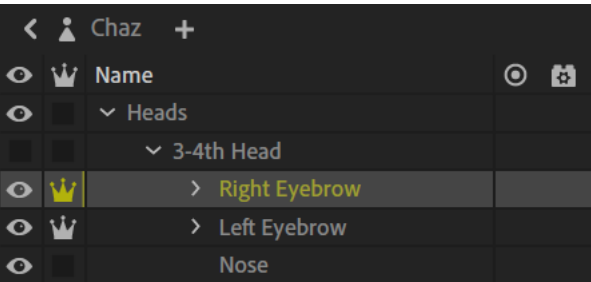 Chaz
Name
Heads
3-4th Head
Right Eyebrow
Left Eyebrow
Nose